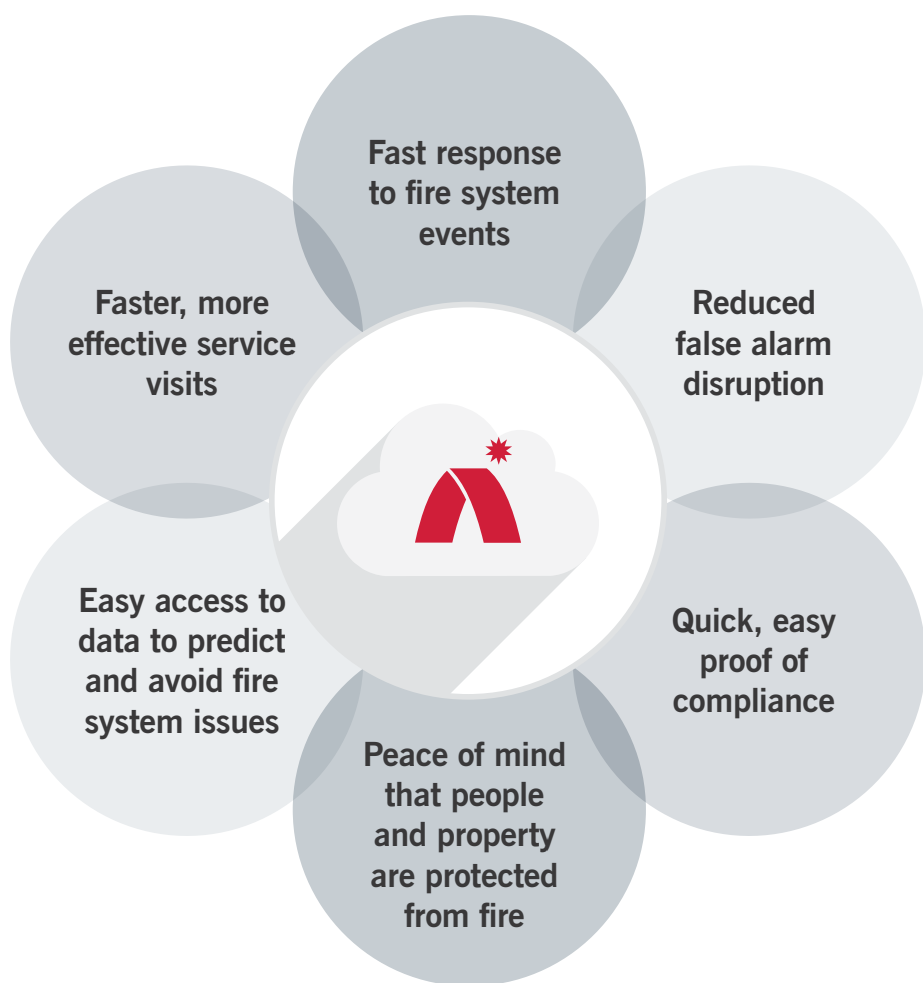 Fast response
to fire system
events
Reduced
false alarm
disruption
Quick, easy
proof of
compliance
Peace of mind
that people
and property
are protected
from fire
Easy access to
data to predict
and avoid fire
system issues
Faster, more
effective service
visits